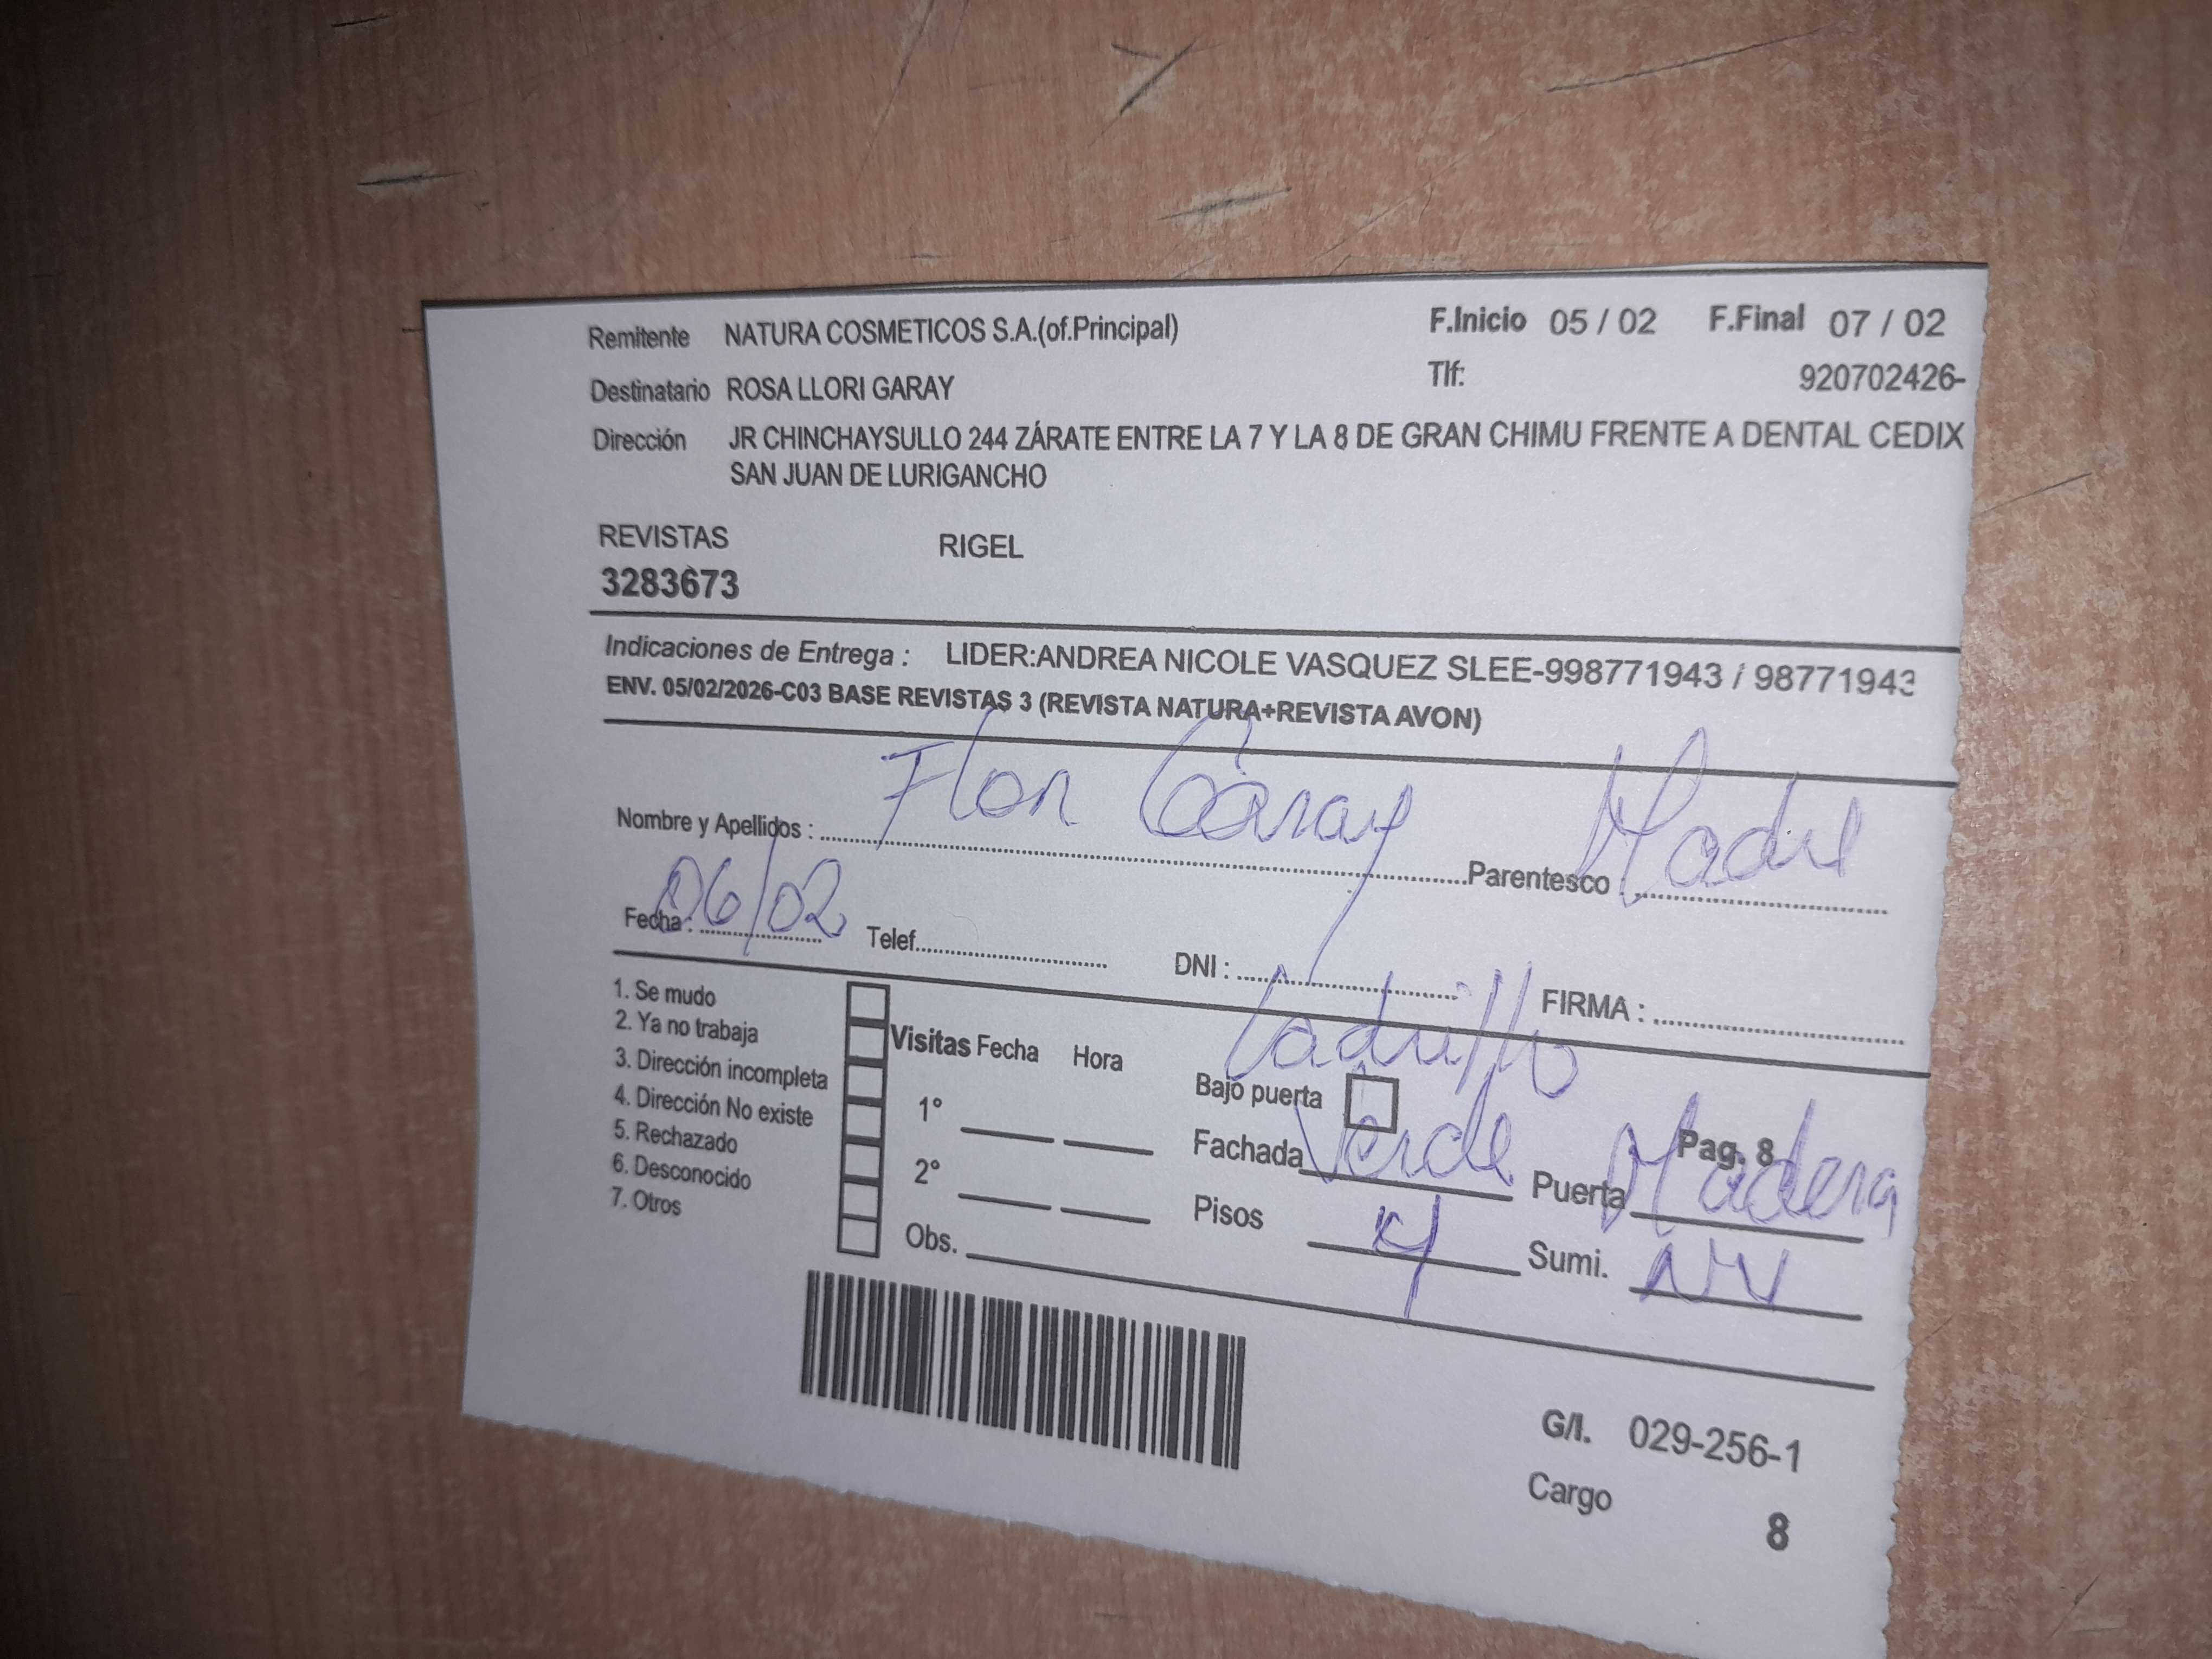 Remitente NATURA COSMETICOS S.A.(of.Principal) F.Inicio 05 / 02 F.Final 07 / 02
Destinatario ROSA LLORI GARAY Tlf: 920702426-
Dirección JR CHINCHAYSULLO 244 ZÁRATE ENTRE LA 7 Y LA 8 DE GRAN CHIMU FRENTE A DENTAL CEDIX
SAN JUAN DE LURIGANCHO
REVISTAS RIGEL
3283673
Indicaciones de Entrega : LIDER:ANDREA NICOLE VASQUEZ SLEE-998771943 / 98771943
ENV. 05/02/2026-C03 BASE REVISTAS 3 (REVISTA NATURA+REVISTA AVON)
Nombre y Apellidos : Flor Garay Parentesco : Madre
Fecha : 06/02 Telef. DNI : FIRMA :
1. Se mudo
2. Ya no trabaja
3. Dirección incompleta
4. Dirección No existe
5. Rechazado
6. Desconocido
7. Otros
Visitas Fecha Hora
1°
2°
Obs.
Ladrillo
Bajo puerta
Pag. 8
Fachada Verde Puerta Madera
Pisos 4 Sumi. NV
G/I. 029-256-1
Cargo
8